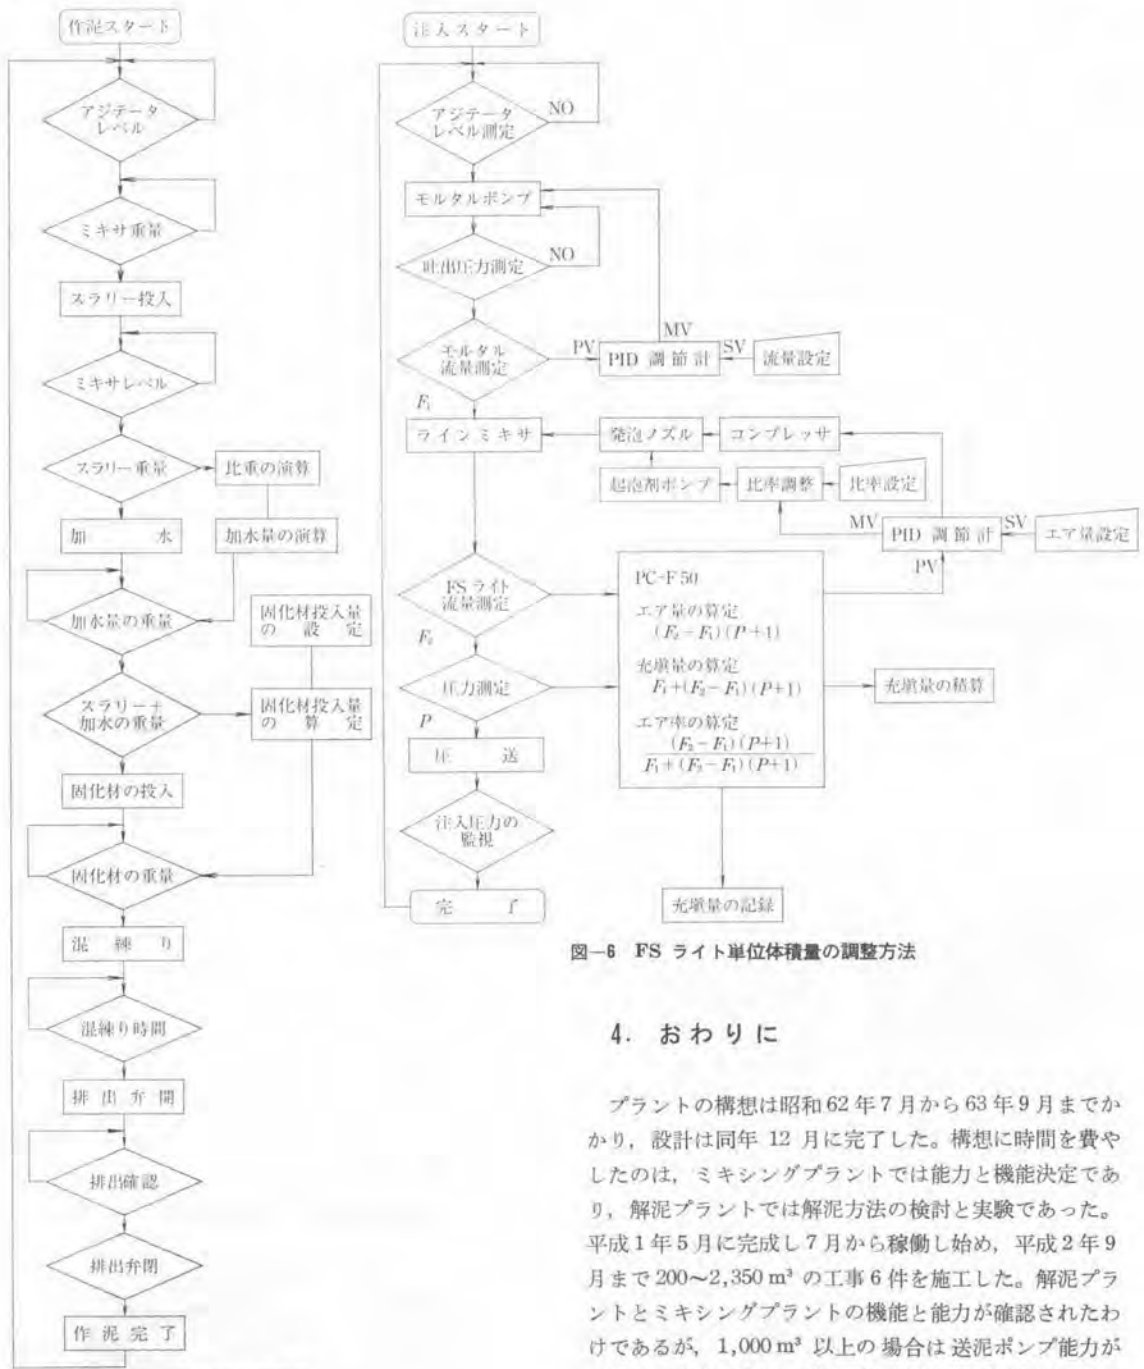 作泥スタート
アジテータ
レベル
ミキサ重量
スラリー投入
ミキサレベル
スラリー重量
比重の演算
加水
加水量の演算
加水量の重量
固化材投入量
の設定
スラリー+
加水の重量
固化材投入量
の算定
固化材の投入
固化材の重量
混練り
混練り時間
排出弁開
排出確認
排出弁閉
作泥完了
注入スタート
アジテータ
レベル測定
NO
モルタルポンプ
吐出圧力測定
NO
モルタル
流量測定
PV
MV
PID 調節計
SV
流量設定
F₁
ラインミキサ
発泡ノズル
コンプレッサ
起泡剤ポンプ
比率調整
比率設定
MV
PID 調節計
SV
エア量設定
PV
FSライト
流量測定
F₂
圧力測定
P
圧送
注入圧力の
監視
完了
PC-F 50
エア量の算定
(F₂−F₁)(P+1)
充填量の算定
F₁+(F₂−F₁)(P+1)
エア率の算定
(F₂−F₁)(P+1)
F₁+(F₂−F₁)(P+1)
充填量の積算
充填量の記録
図—6 FS ライト単位体積量の調整方法
4. おわりに
プラントの構想は昭和62年7月から63年9月までか
かり，設計は同年 12 月に完了した。構想に時間を費や
したのは，ミキシングプラントでは能力と機能決定であ
り，解泥プラントでは解泥方法の検討と実験であった。
平成1年5月に完成し7月から稼働し始め，平成2年9
月まで200～2,350 m³ の工事6件を施工した。解泥プラ
ントとミキシングプラントの機能と能力が確認されたわ
けであるが，1,000 m³ 以上の場合は送泥ポンプ能力が